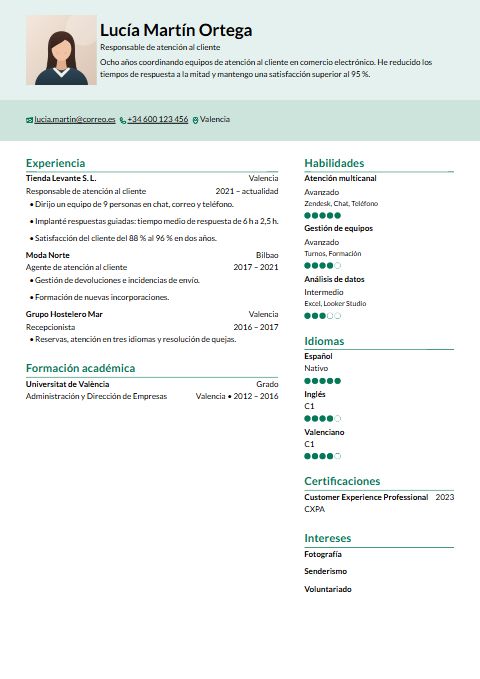 Lucía Martín Ortega
Responsable de atención al cliente
Ocho años coordinando equipos de atención al cliente en comercio electrónico. He reducido los
tiempos de respuesta a la mitad y mantengo una satisfacción superior al 95 %.
lucia.martin@correo.es +34 600 123 456 Valencia
Experiencia
Tienda Levante S. L. Valencia
Responsable de atención al cliente 2021 – actualidad
• Dirijo un equipo de 9 personas en chat, correo y teléfono.
• Implanté respuestas guiadas: tiempo medio de respuesta de 6 h a 2,5 h.
• Satisfacción del cliente del 88 % al 96 % en dos años.
Moda Norte Bilbao
Agente de atención al cliente 2017 – 2021
• Gestión de devoluciones e incidencias de envío.
• Formación de nuevas incorporaciones.
Grupo Hostelero Mar Valencia
Recepcionista 2016 – 2017
• Reservas, atención en tres idiomas y resolución de quejas.
Formación académica
Universitat de València Grado
Administración y Dirección de Empresas Valencia • 2012 – 2016
Habilidades
Atención multicanal
Avanzado
Zendesk, Chat, Teléfono
Gestión de equipos
Avanzado
Turnos, Formación
Análisis de datos
Intermedio
Excel, Looker Studio
Idiomas
Español
Nativo
Inglés
C1
Valenciano
C1
Certificaciones
Customer Experience Professional 2023
CXPA
Intereses
Fotografía
Senderismo
Voluntariado